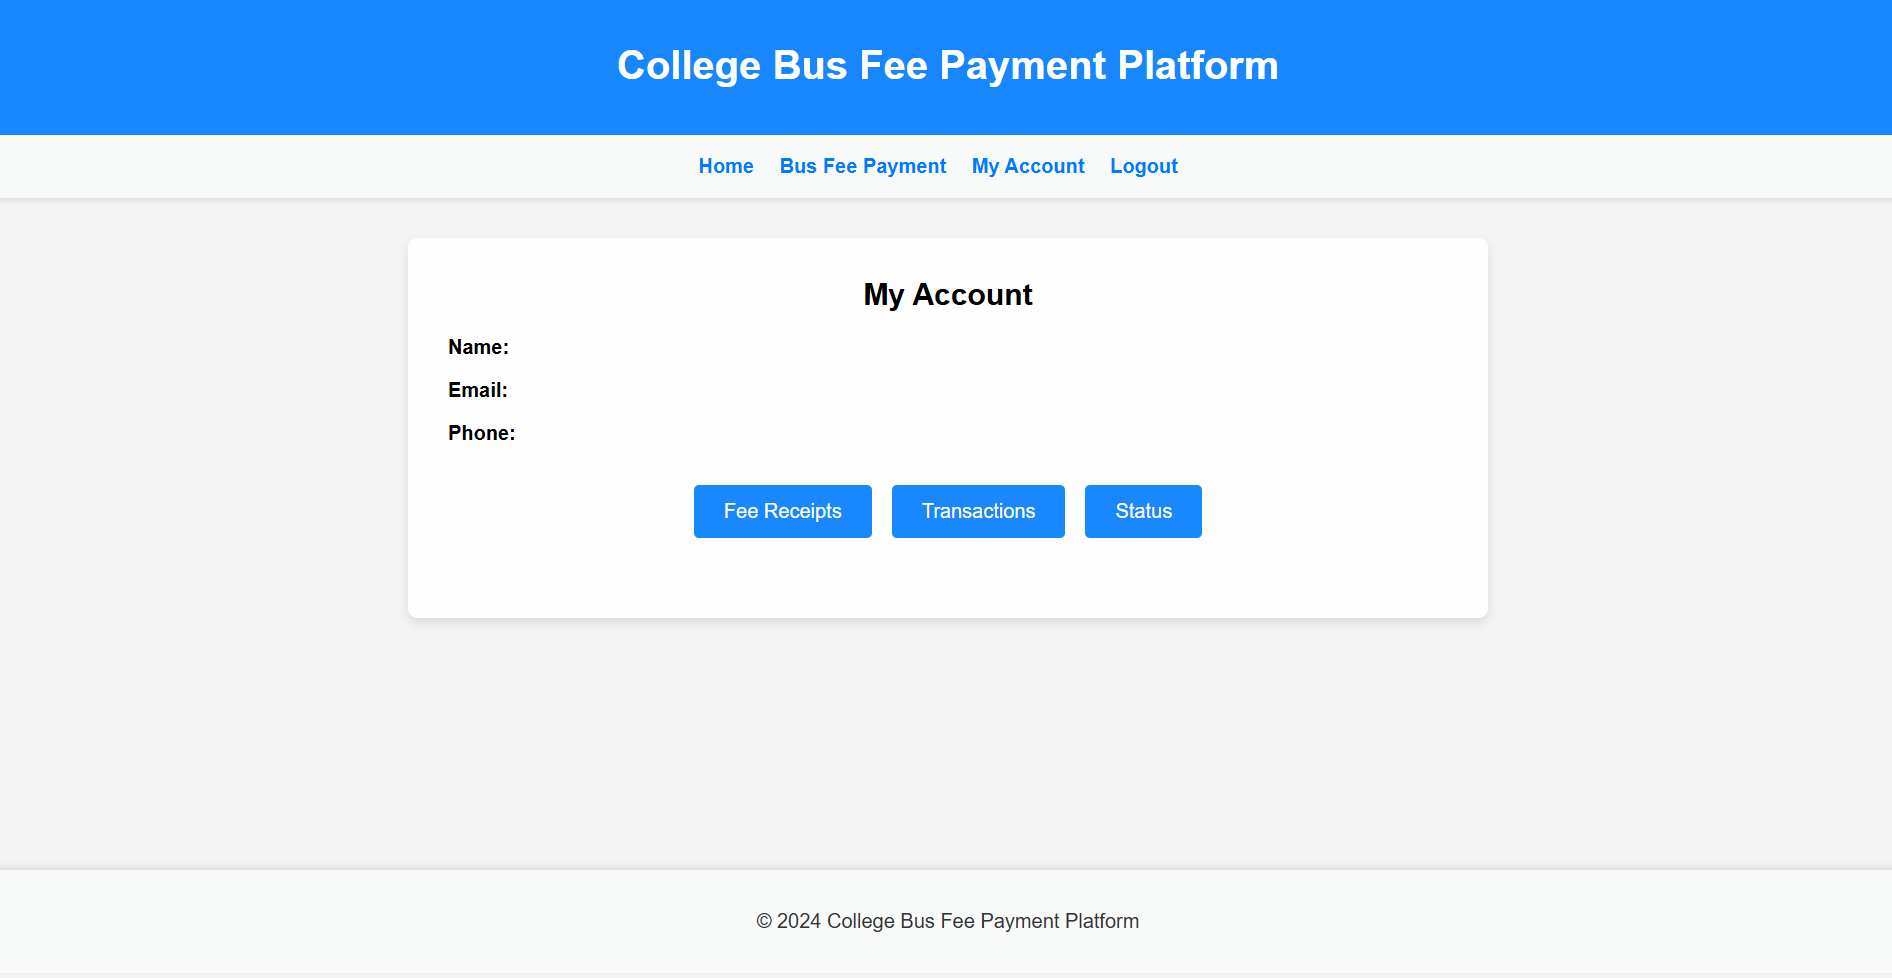 College Bus Fee Payment Platform
Home Bus Fee Payment My Account Logout
My Account
Name:
Email:
Phone:
Fee Receipts Transactions Status
© 2024 College Bus Fee Payment Platform